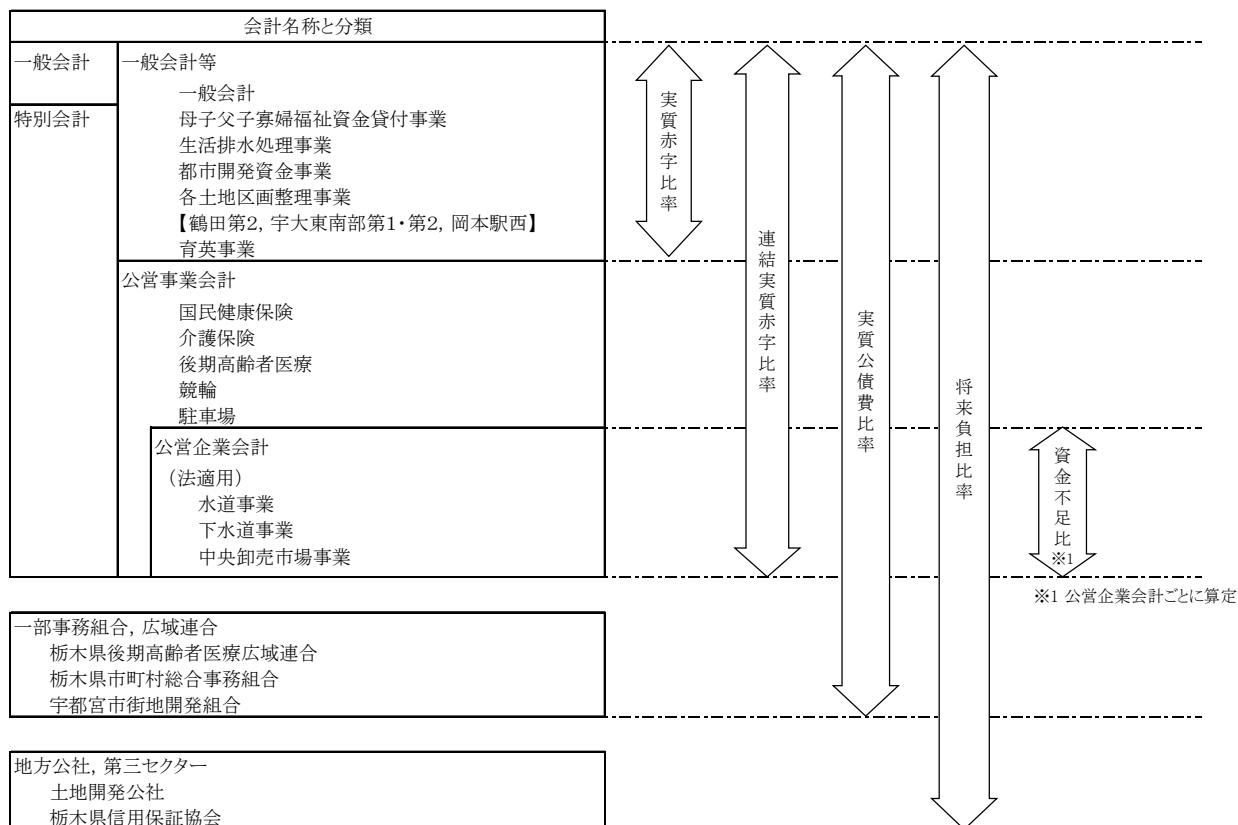 会計名称と分類
一般会計
一般会計等
一般会計
特別会計
母子父子寡婦福祉資金貸付事業
生活排水処理事業
都市開発資金事業
各土地区画整理事業
【鶴田第2, 宇大東南部第1・第2, 岡本駅西】
育英事業
公営事業会計
国民健康保険
介護保険
後期高齢者医療
競輪
駐車場
公営企業会計
(法適用)
水道事業
下水道事業
中央卸売市場事業
実質赤字比率
連結実質赤字比率
実質公債費比率
将来負担比率
資金不足比
※1
※1 公営企業会計ごとに算定
一部事務組合, 広域連合
栃木県後期高齢者医療広域連合
栃木県市町村総合事務組合
宇都宮市街地開発組合
地方公社, 第三セクター
土地開発公社
栃木県信用保証協会